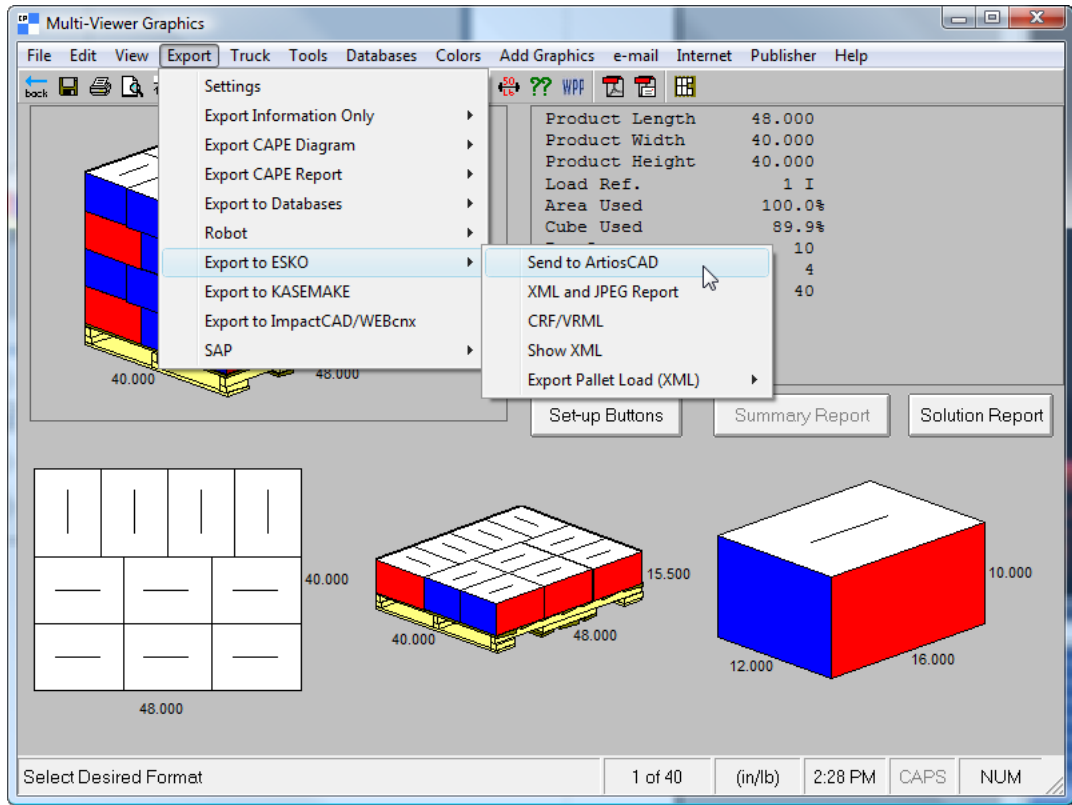 Multi-Viewer Graphics
File Edit View Export Truck Tools Databases Colors Add Graphics e-mail Internet Publisher Help
back 50 Lb ?? WPP
Settings
Export Information Only
Export CAPE Diagram
Export CAPE Report
Export to Databases
Robot
Export to ESKO
Export to KASEMAKE
Export to ImpactCAD/WEBcnx
SAP
Send to ArtiosCAD
XML and JPEG Report
CRF/VRML
Show XML
Export Pallet Load (XML)
Product Length 48.000
Product Width 40.000
Product Height 40.000
Load Ref. 1 I
Area Used 100.0%
Cube Used 89.9%
10
4
40
40.000
48.000
Set-up Buttons Summary Report Solution Report
40.000
48.000
15.500
40.000
48.000
10.000
12.000
16.000
Select Desired Format 1 of 40 (in/lb) 2:28 PM CAPS NUM